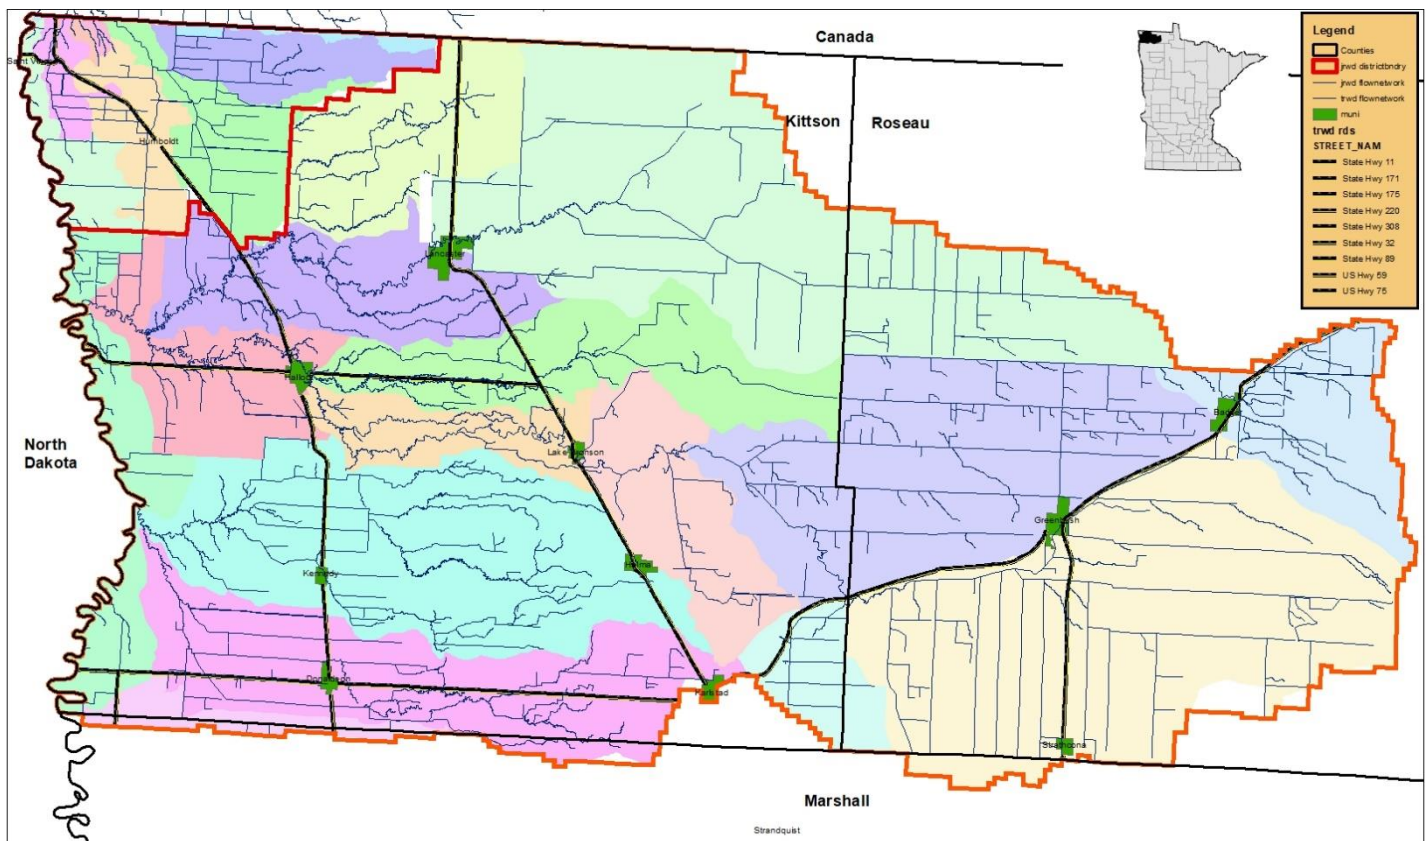 Canada
Kittson
Roseau
Legend
Counties
jrwd districtbndry
jrwd flownetwork
trwd flownetwork
muni
trwd rds
STREET_NAM
State Hwy 11
State Hwy 171
State Hwy 175
State Hwy 220
State Hwy 308
State Hwy 32
State Hwy 89
US Hwy 59
US Hwy 75
Saint
Humboldt
Lancaster
Hallock
North
Dakota
Badger
Lake Bronson
Greenbush
Halma
Kennedy
Donaldson
Karlstad
Strathcona
Marshall
Strandquist